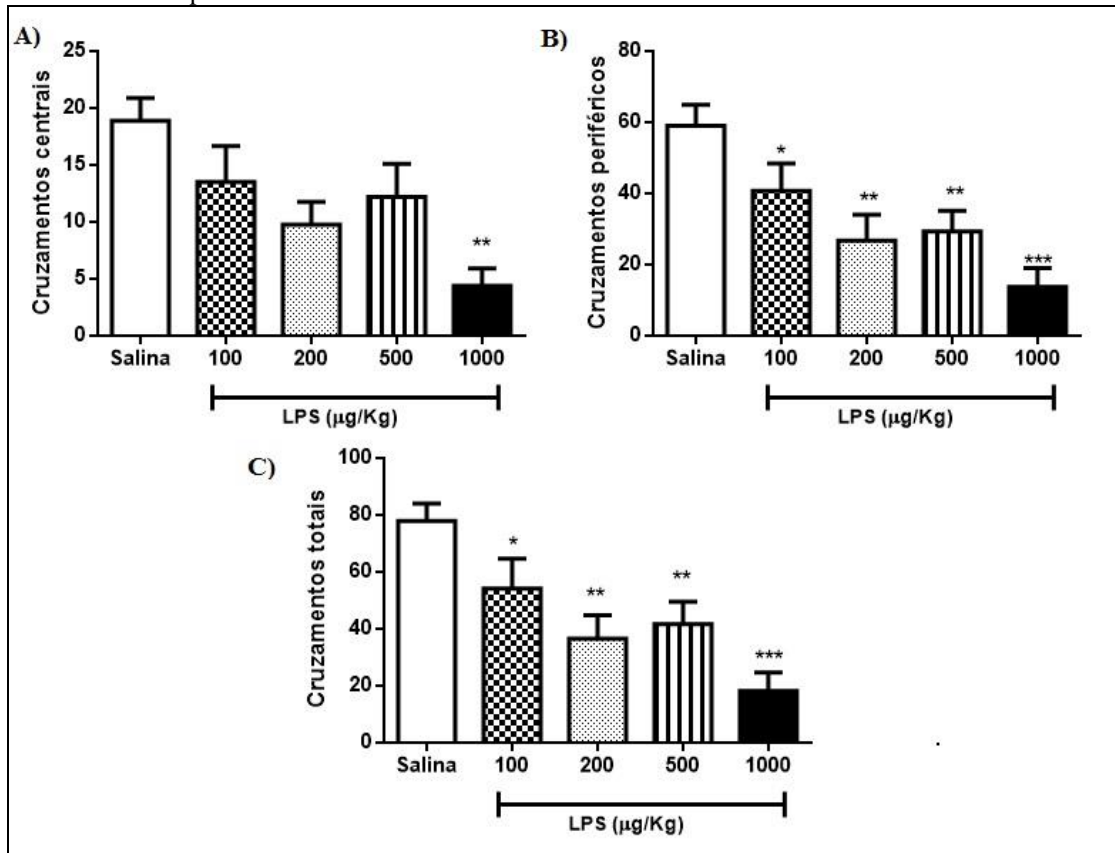 A)
Cruzamentos centrais
25
20
15
10
5
0
**
Salina 100 200 500 1000
LPS (µg/Kg)
B)
Cruzamentos periféricos
80
60
40
20
0
*
**
**
***
Salina 100 200 500 1000
LPS (µg/Kg)
C)
Cruzamentos totais
100
80
60
40
20
0
*
**
**
***
Salina 100 200 500 1000
LPS (µg/Kg)